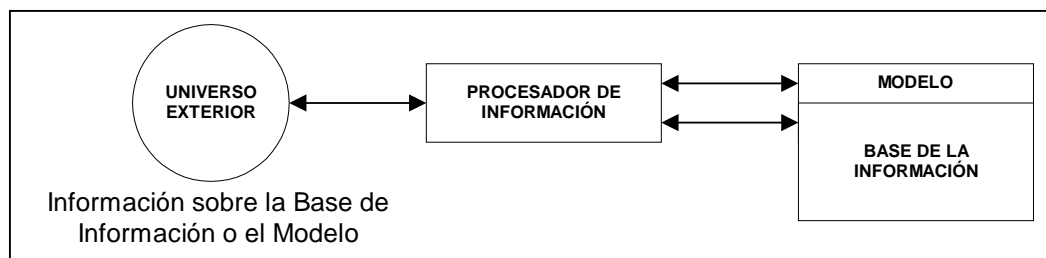 UNIVERSO
EXTERIOR
PROCESADOR DE
INFORMACIÓN
MODELO
BASE DE LA
INFORMACIÓN
Información sobre la Base de
Información o el Modelo